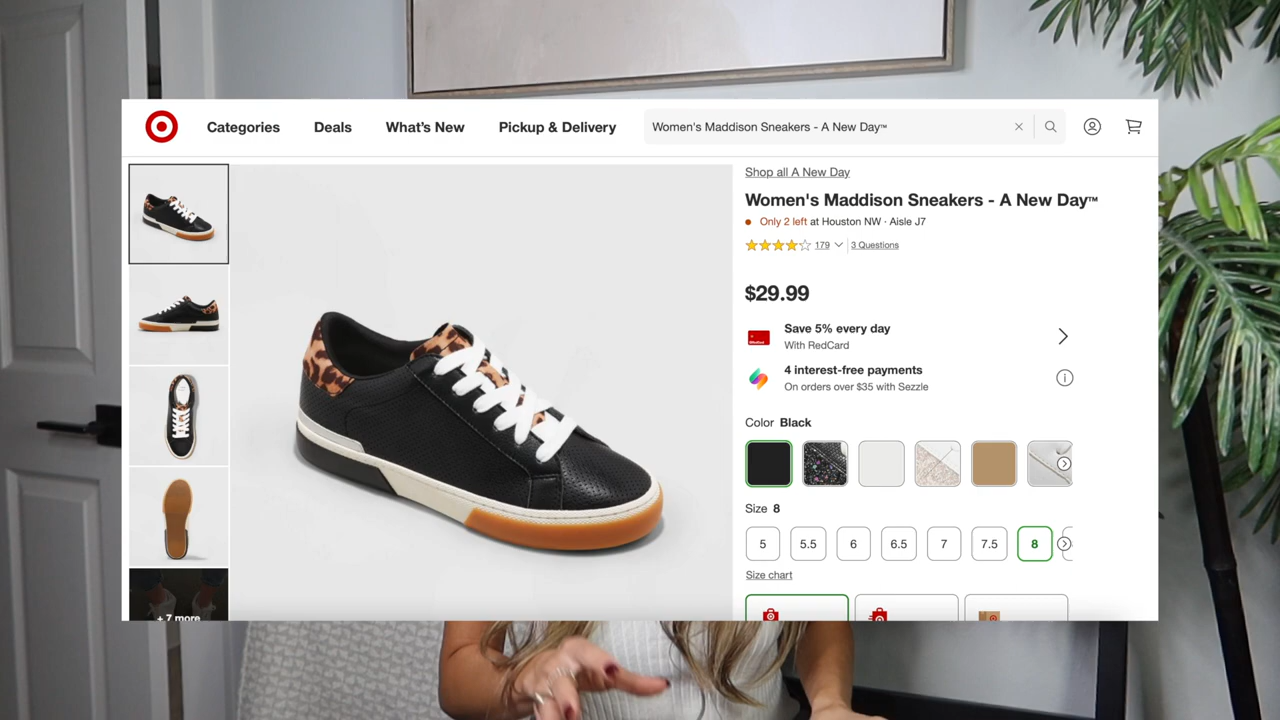 Categories
Deals
What's New
Pickup & Delivery
Women's Maddison Sneakers - A New Day™
Shop all A New Day
Women's Maddison Sneakers - A New Day™
Only 2 left at Houston NW · Aisle J7
179
3 Questions
$29.99
Save 5% every day
With RedCard
4 interest-free payments
On orders over $35 with Sezzle
Color Black
Size 8
5
5.5
6
6.5
7
7.5
8
Size chart
+ 7 more